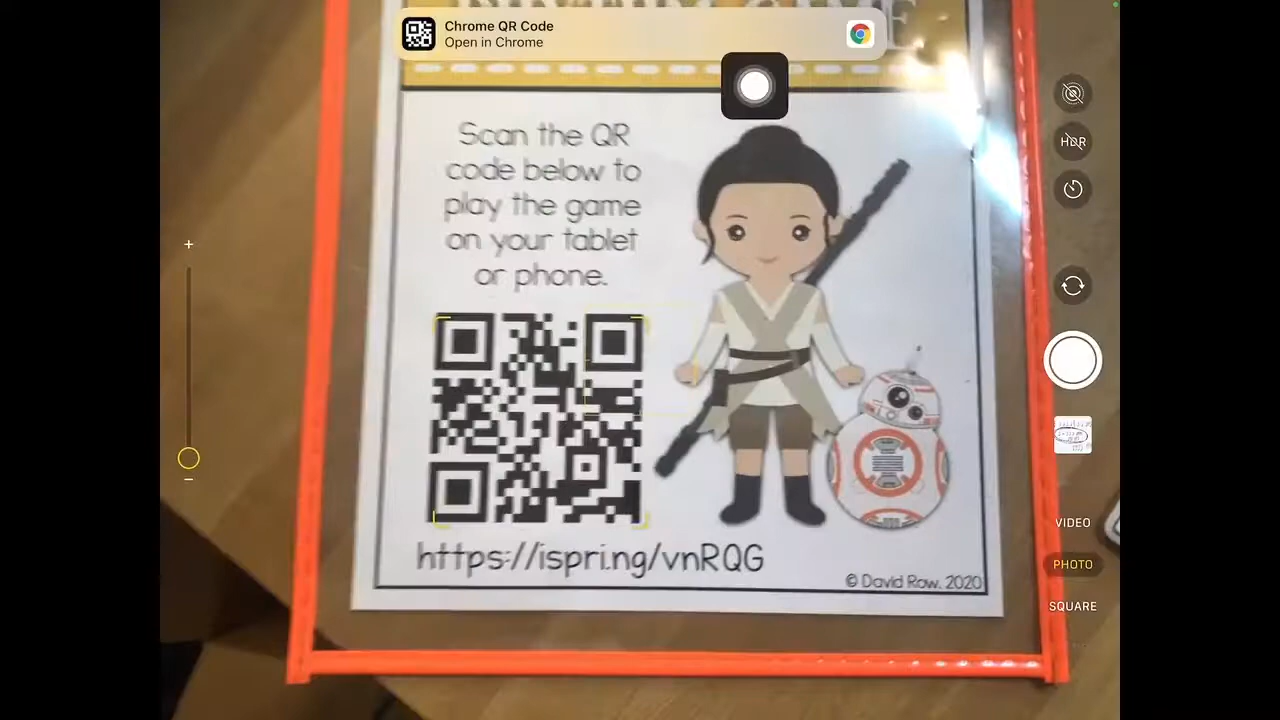 Chrome QR Code
Open in Chrome
HDR
Scan the QR
code below to
play the game
on your tablet
or phone.
https://ispri.ng/vnRQG
© David Row, 2020
VIDEO
PHOTO
SQUARE